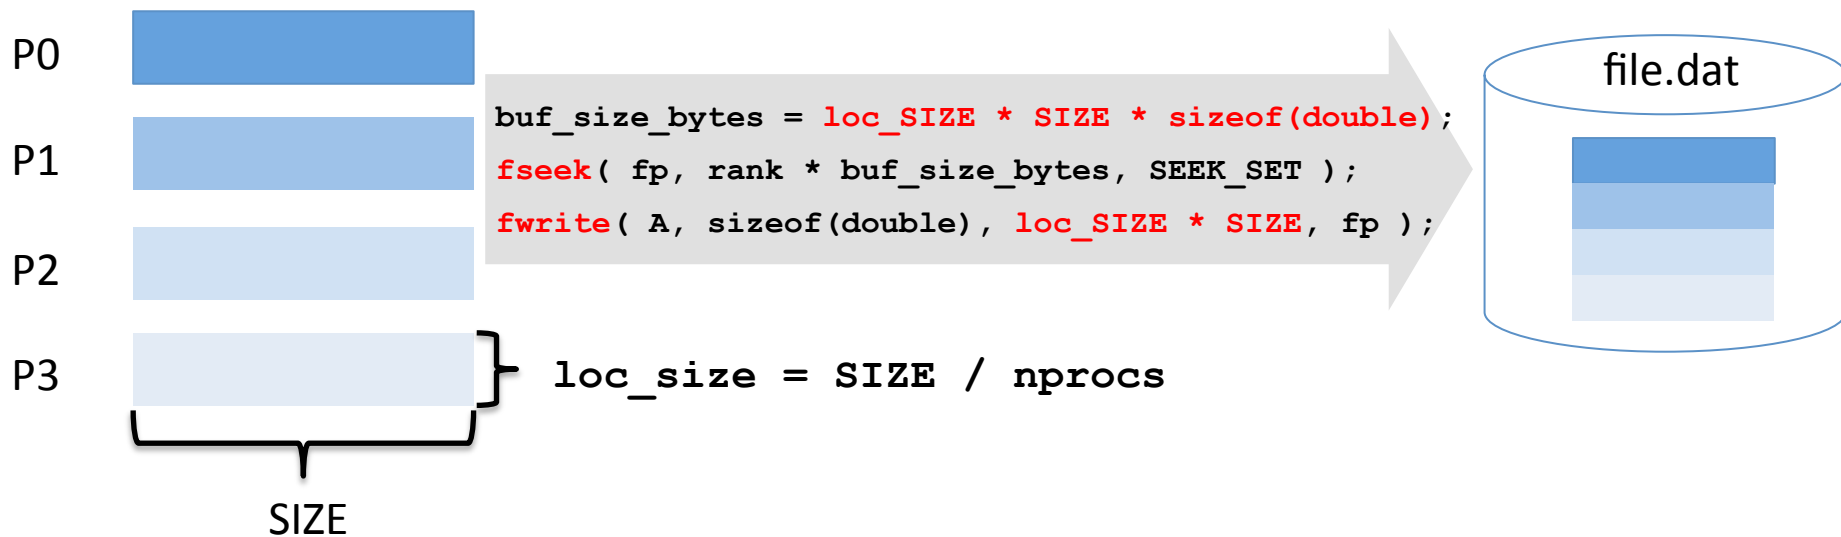 P0
P1
P2
P3
buf_size_bytes = loc_SIZE * SIZE * sizeof(double);
fseek( fp, rank * buf_size_bytes, SEEK_SET );
fwrite( A, sizeof(double), loc_SIZE * SIZE, fp );
file.dat
loc_size = SIZE / nprocs
SIZE